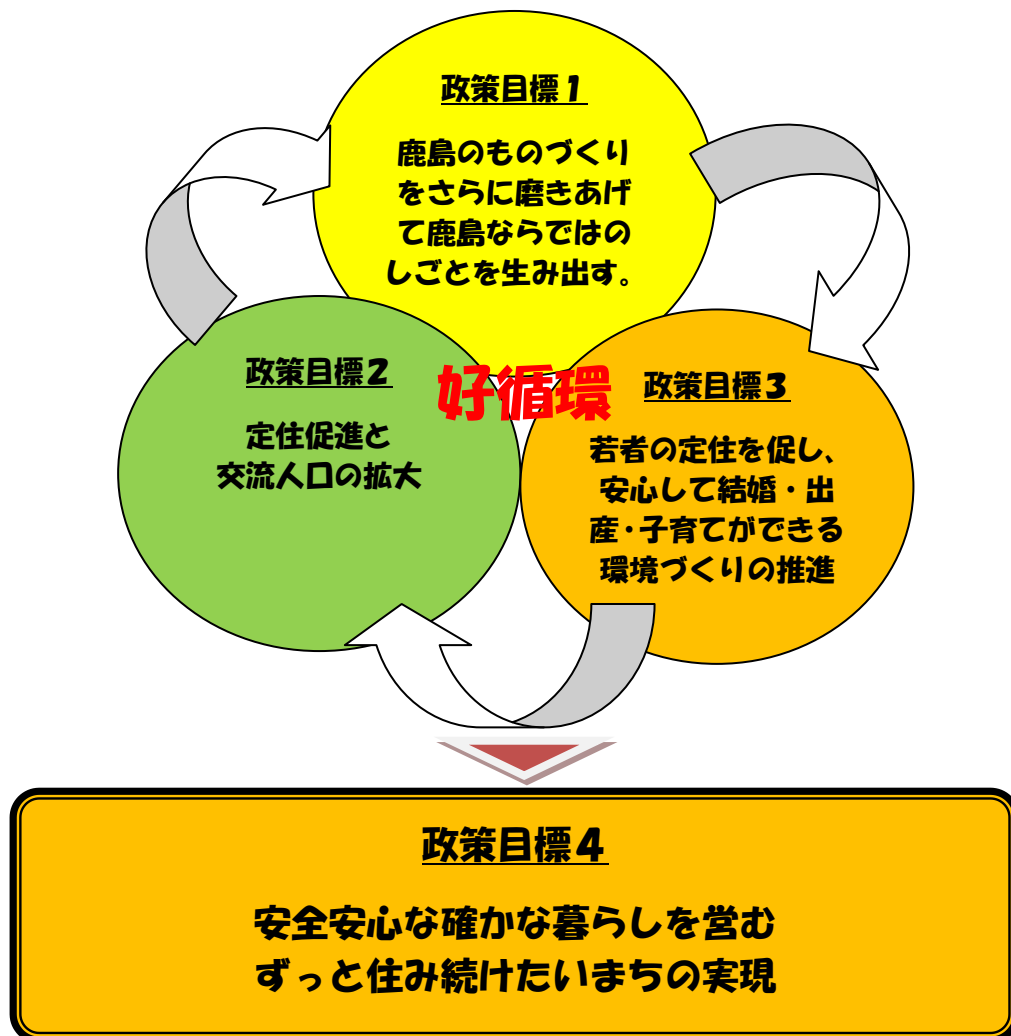 政策目標1
鹿島のものづくり
をさらに磨きあげ
て鹿島ならではの
しごとを生み出す。
好循環
政策目標2
定住促進と
交流人口の拡大
政策目標3
若者の定住を促し、
安心して結婚・出
産・子育てができる
環境づくりの推進
政策目標4
安全安心な確かな暮らしを営む
ずっと住み続けたいまちの実現